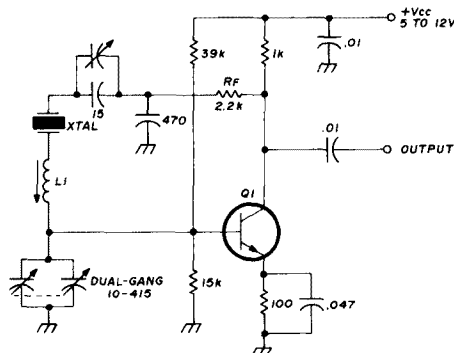 +Vcc
5 TO 12V
.01
39k
1k
RF
2.2k
15
XTAL
470
.01
OUTPUT
L1
Q1
DUAL-GANG
10-415
15k
100
.047